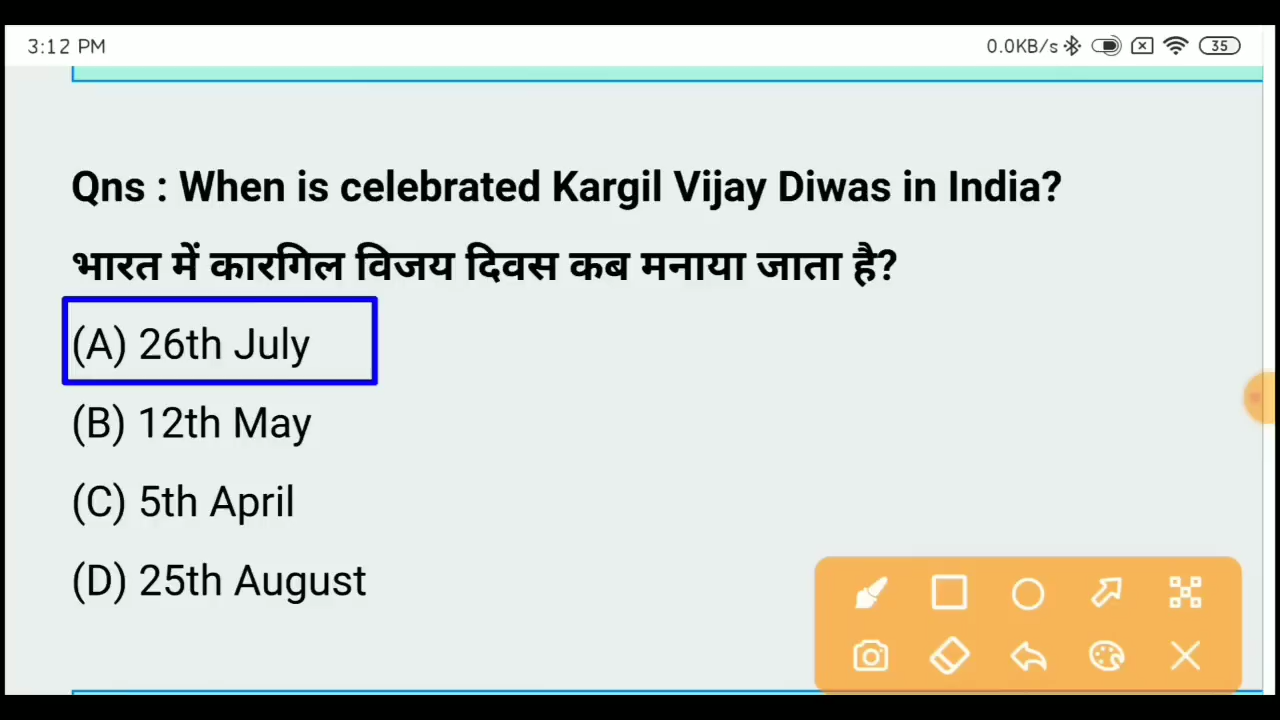 3:12 PM 0.0KB/s 35
Qns : When is celebrated Kargil Vijay Diwas in India?
भारत में कारगिल विजय दिवस कब मनाया जाता है?
(A) 26th July
(B) 12th May
(C) 5th April
(D) 25th August